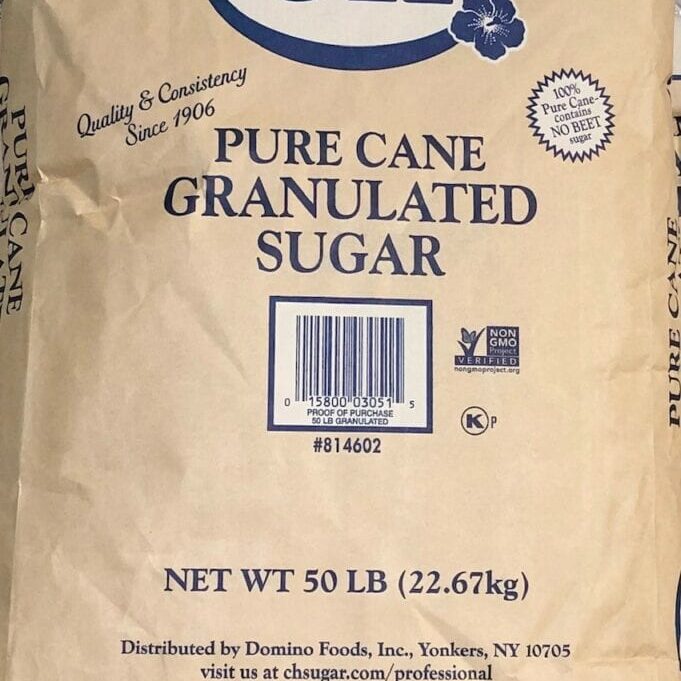 Quality & Consistency
Since 1906
100%
Pure Cane-
contains
NO BEET
sugar
PURE CANE
GRANULATED
SUGAR
NON
GMO
Project
VERIFIED
nongmoproject.org
0 15800 03051 5
PROOF OF PURCHASE
50 LB GRANULATED
#814602
K P
NET WT 50 LB (22.67kg)
Distributed by Domino Foods, Inc., Yonkers, NY 10705
visit us at chsugar.com/professional
PURE CANE
PURE CANE